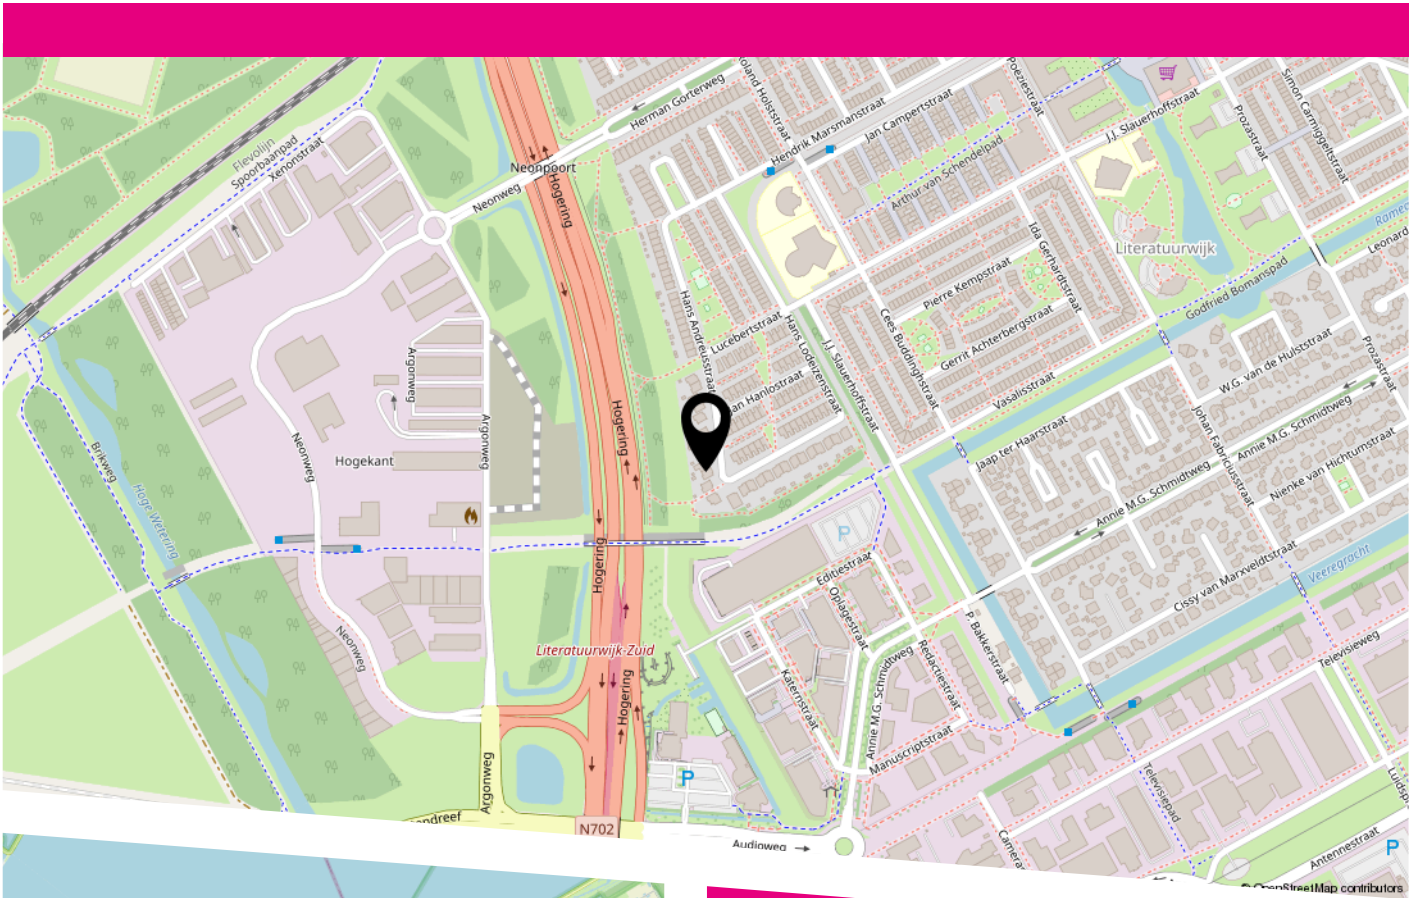 Herman Gorterweg
Roland Holststraat
Hendrik Marsmanstraat
Jan Campertstraat
Poëziestraat
J.J. Slauerhoffstraat
Prozastraat
Simon Carmiggeltstraat
Flevolijn
Spoorbaanpad
Xenonstraat
Neonpoort
Neonweg
Hogering
Arthur van Schendelpad
Literatuurwijk
Ida Gerhardtstraat
Pierre Kempstraat
Godfried Bomanspad
Leonard
Hans Andreusstraat
Lucebertstraat
Hans Lodeizenstraat
J.J. Slauerhoffstraat
Cees Buddinghstraat
Gerrit Achterbergstraat
Vasalisstraat
W.G. van de Hulststraat
Prozastraat
Argonweg
Jan Hanlostraat
Hogering
Argonweg
Neonweg
Hogekant
Brikweg
Hoge Wetering
Jaap ter Haarstraat
Johan Fabriciusstraat
Annie M.G. Schmidtweg
Annie M.G. Schmidtweg
Nienke van Hichtumstraat
P
Hogering
Editiestraat
Oplagestraat
Cissy van Marxveldtstraat
Veeregracht
Neonweg
Literatuurwijk-Zuid
Hogering
Katernstraat
Annie M.G. Schmidtweg
Redactiestraat
P. Bakkerstraat
Manuscriptstraat
Televisieweg
Televisiepad
Argonweg
P
N702
Audioweg
Antennestraat
P
© OpenStreetMap contributors